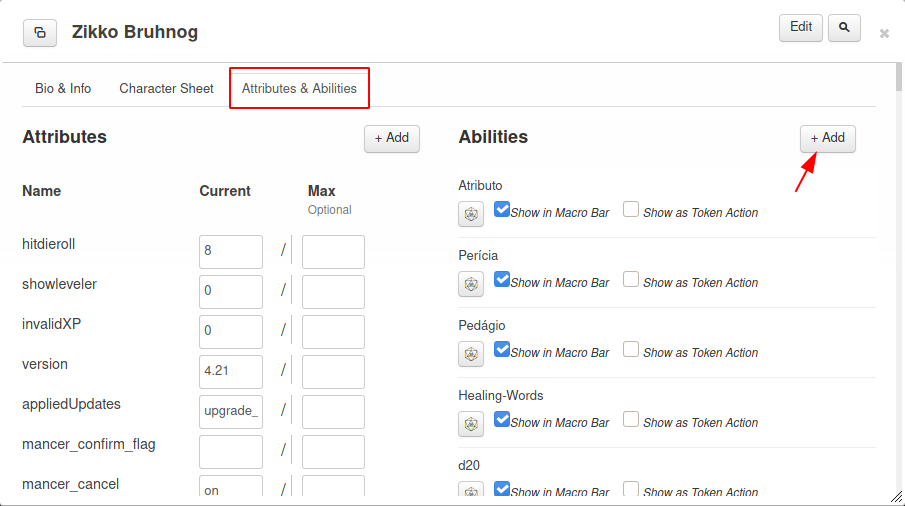 Zikko Bruhnog
Edit
Bio & Info Character Sheet Attributes & Abilities
Attributes
+ Add
Name Current Max
Optional
hitdieroll 8 /
showleveler 0 /
invalidXP 0 /
version 4.21 /
appliedUpdates upgrade_ /
mancer_confirm_flag /
mancer_cancel on /
Abilities
+ Add
Atributo
Show in Macro Bar Show as Token Action
Perícia
Show in Macro Bar Show as Token Action
Pedágio
Show in Macro Bar Show as Token Action
Healing-Words
Show in Macro Bar Show as Token Action
d20
Show in Macro Bar Show as Token Action